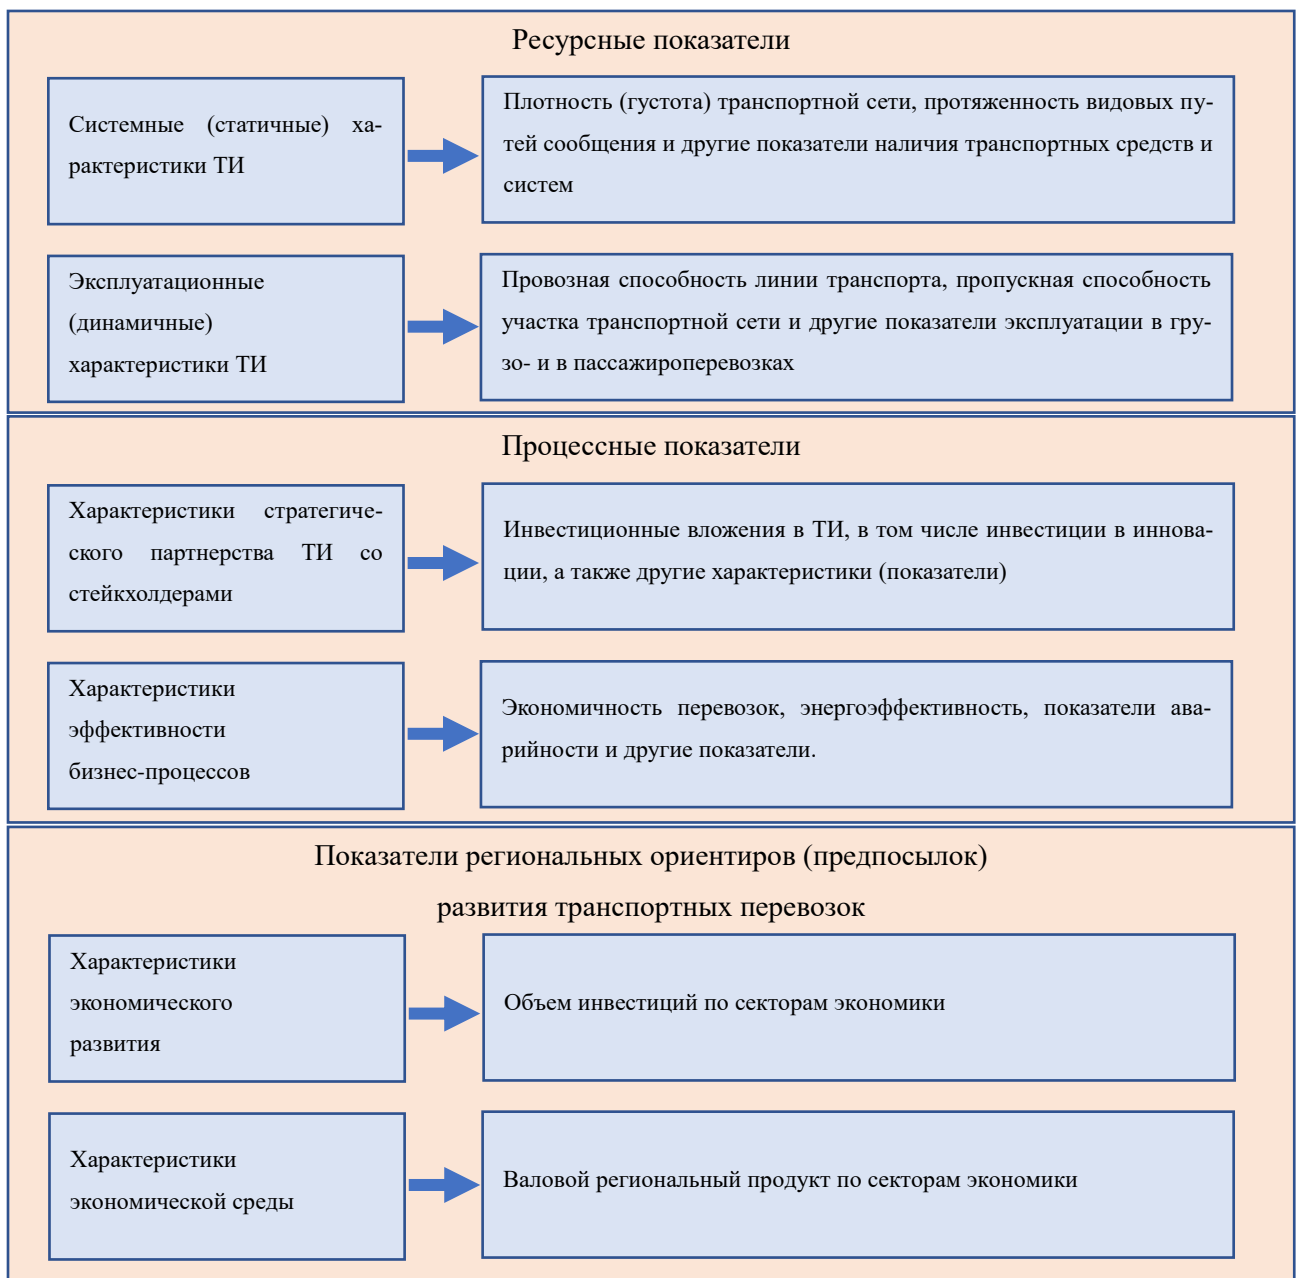 Ресурсные показатели
Системные (статичные) ха-
рактеристики ТИ
Плотность (густота) транспортной сети, протяженность видовых пу-
тей сообщения и другие показатели наличия транспортных средств и
систем
Эксплуатационные
(динамичные)
характеристики ТИ
Провозная способность линии транспорта, пропускная способность
участка транспортной сети и другие показатели эксплуатации в гру-
зо- и в пассажироперевозках
Процессные показатели
Характеристики стратегиче-
ского партнерства ТИ со
стейкхолдерами
Инвестиционные вложения в ТИ, в том числе инвестиции в иннова-
ции, а также другие характеристики (показатели)
Характеристики
эффективности
бизнес-процессов
Экономичность перевозок, энергоэффективность, показатели ава-
рийности и другие показатели.
Показатели региональных ориентиров (предпосылок)
развития транспортных перевозок
Характеристики
экономического
развития
Объем инвестиций по секторам экономики
Характеристики
экономической среды
Валовой региональный продукт по секторам экономики